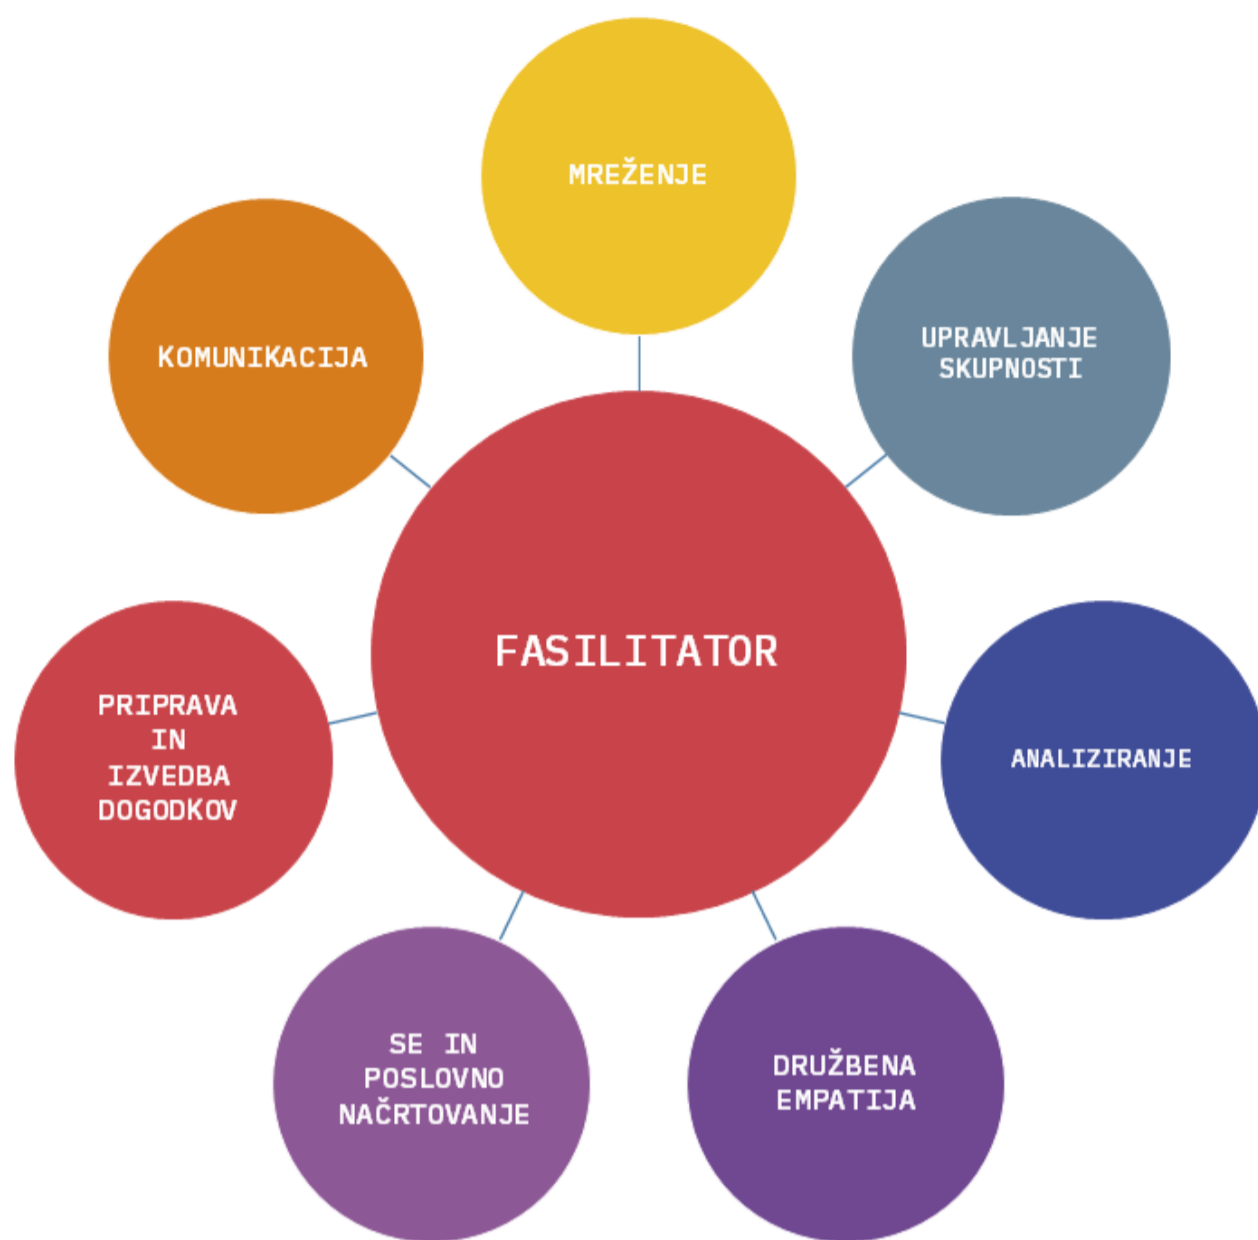 MREŽENJE
KOMUNIKACIJA
UPRAVLJANJE
SKUPNOSTI
FASILITATOR
PRIPRAVA
IN
IZVEDBA
DOGODKOV
ANALIZIRANJE
SE IN
POSLOVNO
NAČRTOVANJE
DRUŽBENA
EMPATIJA